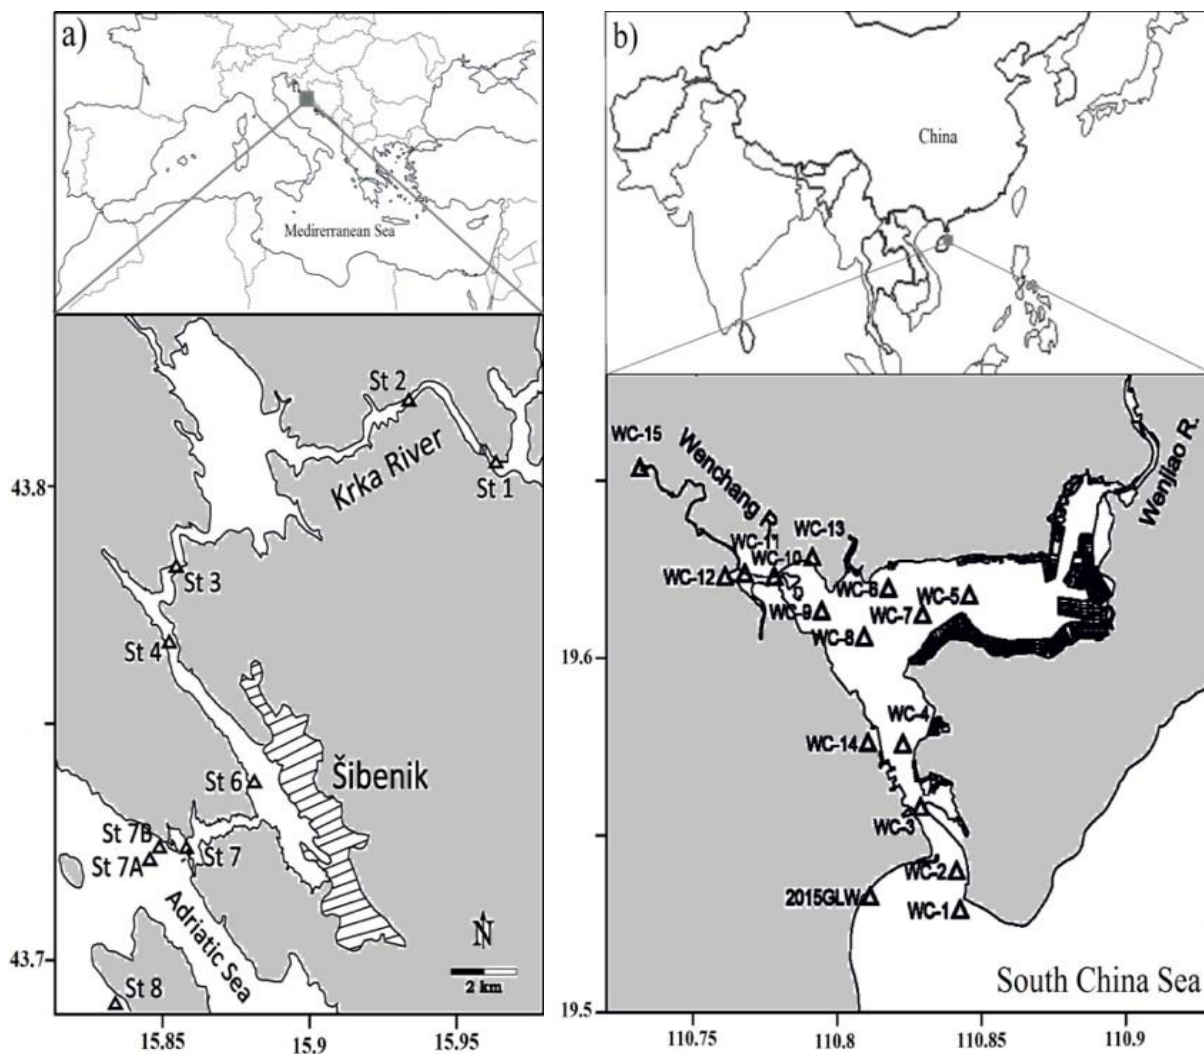 a)
Medirerranean Sea
St 2
Krka River
St 1
43.8
St 3
St 4
St 6
Šibenik
St 7B
St 7
St 7A
Adriatic Sea
N
2 km
43.7
St 8
15.85
15.9
15.95
b)
China
WC-15
Wenchang R.
Wenjiao R.
WC-13
WC-11
WC-10
WC-12
WC-6
WC-5
WC-9
WC-7
WC-8
19.6
WC-4
WC-14
WC-3
WC-2
2015GLW
WC-1
South China Sea
19.5
110.75
110.8
110.85
110.9